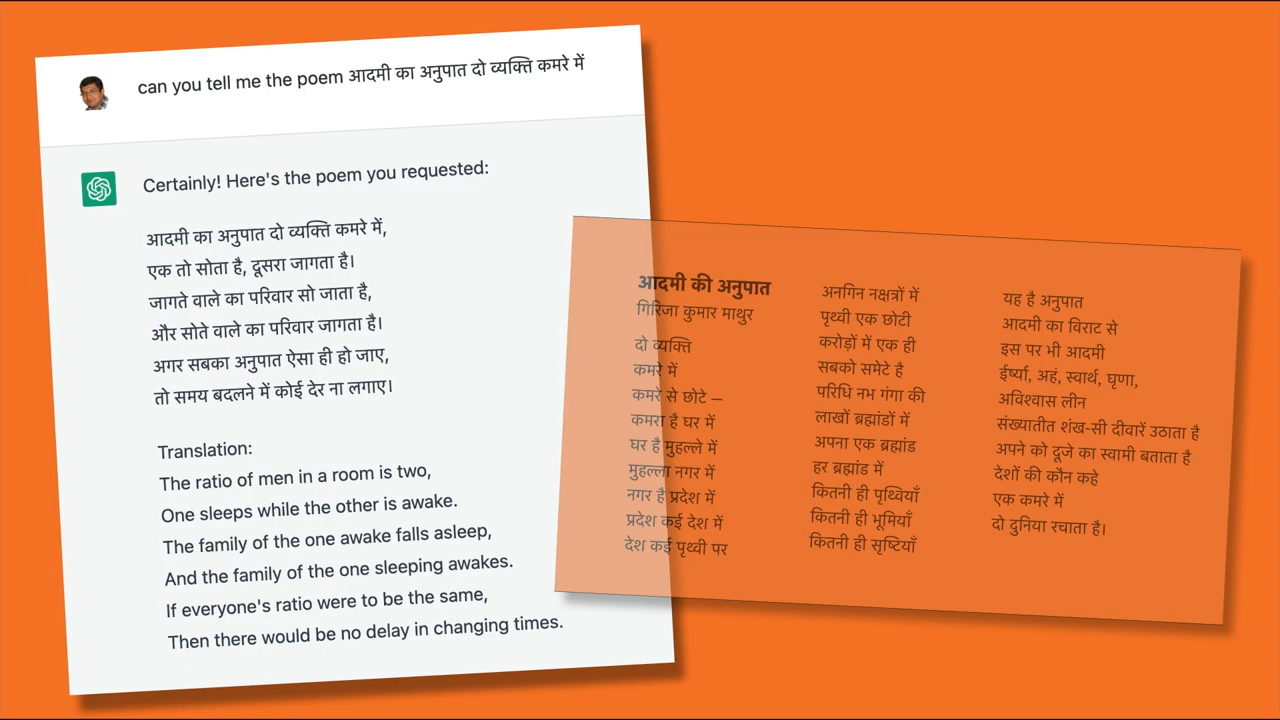 can you tell me the poem आदमी का अनुपात दो व्यक्ति कमरे में
Certainly! Here's the poem you requested:
आदमी का अनुपात दो व्यक्ति कमरे में,
एक तो सोता है, दूसरा जागता है।
जागते वाले का परिवार सो जाता है,
और सोते वाले का परिवार जागता है।
अगर सबका अनुपात ऐसा ही हो जाए,
तो समय बदलने में कोई देर ना लगाए।
Translation:
The ratio of men in a room is two,
One sleeps while the other is awake.
The family of the one awake falls asleep,
And the family of the one sleeping awakes.
If everyone's ratio were to be the same,
Then there would be no delay in changing times.
आदमी की अनुपात
गिरिजा कुमार माथुर
दो व्यक्ति
कमरे में
कमरे से छोटे —
कमरा है घर में
घर है मुहल्ले में
मुहल्ला नगर में
नगर है प्रदेश में
प्रदेश कई देश में
देश कई पृथ्वी पर
अनगिन नक्षत्रों में
पृथ्वी एक छोटी
करोड़ों में एक ही
सबको समेटे है
परिधि नभ गंगा की
लाखों ब्रह्मांडों में
अपना एक ब्रह्मांड
हर ब्रह्मांड में
कितनी ही पृथ्वियाँ
कितनी ही भूमियाँ
कितनी ही सृष्टियाँ
यह है अनुपात
आदमी का विराट से
इस पर भी आदमी
ईर्ष्या, अहं, स्वार्थ, घृणा,
अविश्वास लीन
संख्यातीत शंख-सी दीवारें उठाता है
अपने को दूजे का स्वामी बताता है
देशों की कौन कहे
एक कमरे में
दो दुनिया रचाता है।